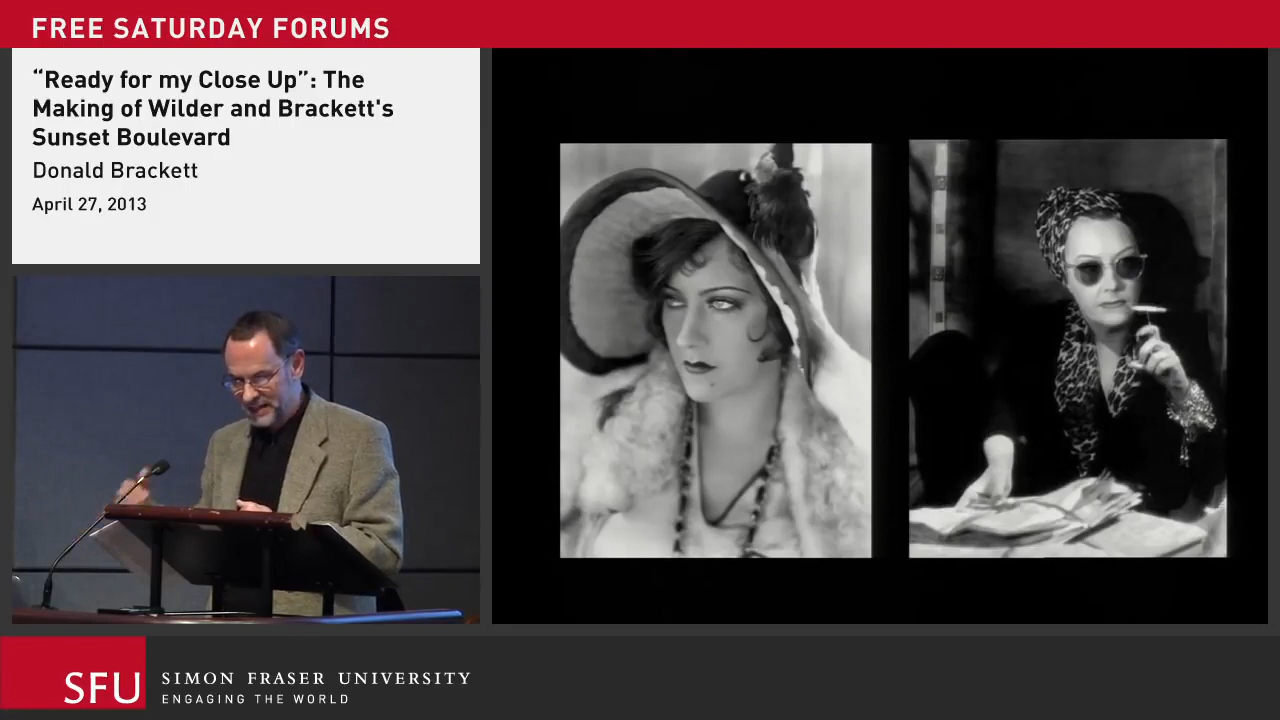 FREE SATURDAY FORUMS
“Ready for my Close Up”: The
Making of Wilder and Brackett's
Sunset Boulevard
Donald Brackett
April 27, 2013
SFU
SIMON FRASER UNIVERSITY
ENGAGING THE WORLD